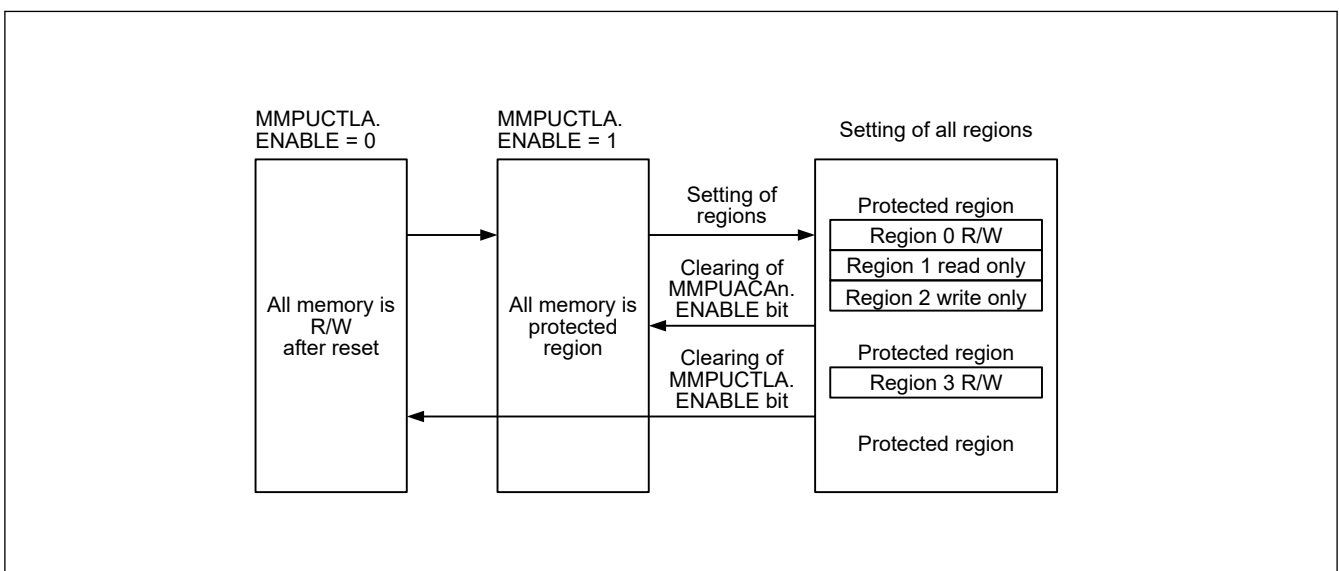 MMPUCTLA.
ENABLE = 0
All memory is
R/W
after reset
MMPUCTLA.
ENABLE = 1
All memory is
protected
region
Setting of
regions
Clearing of
MMPUACAn.
ENABLE bit
Clearing of
MMPUCTLA.
ENABLE bit
Setting of all regions
Protected region
Region 0 R/W
Region 1 read only
Region 2 write only
Protected region
Region 3 R/W
Protected region